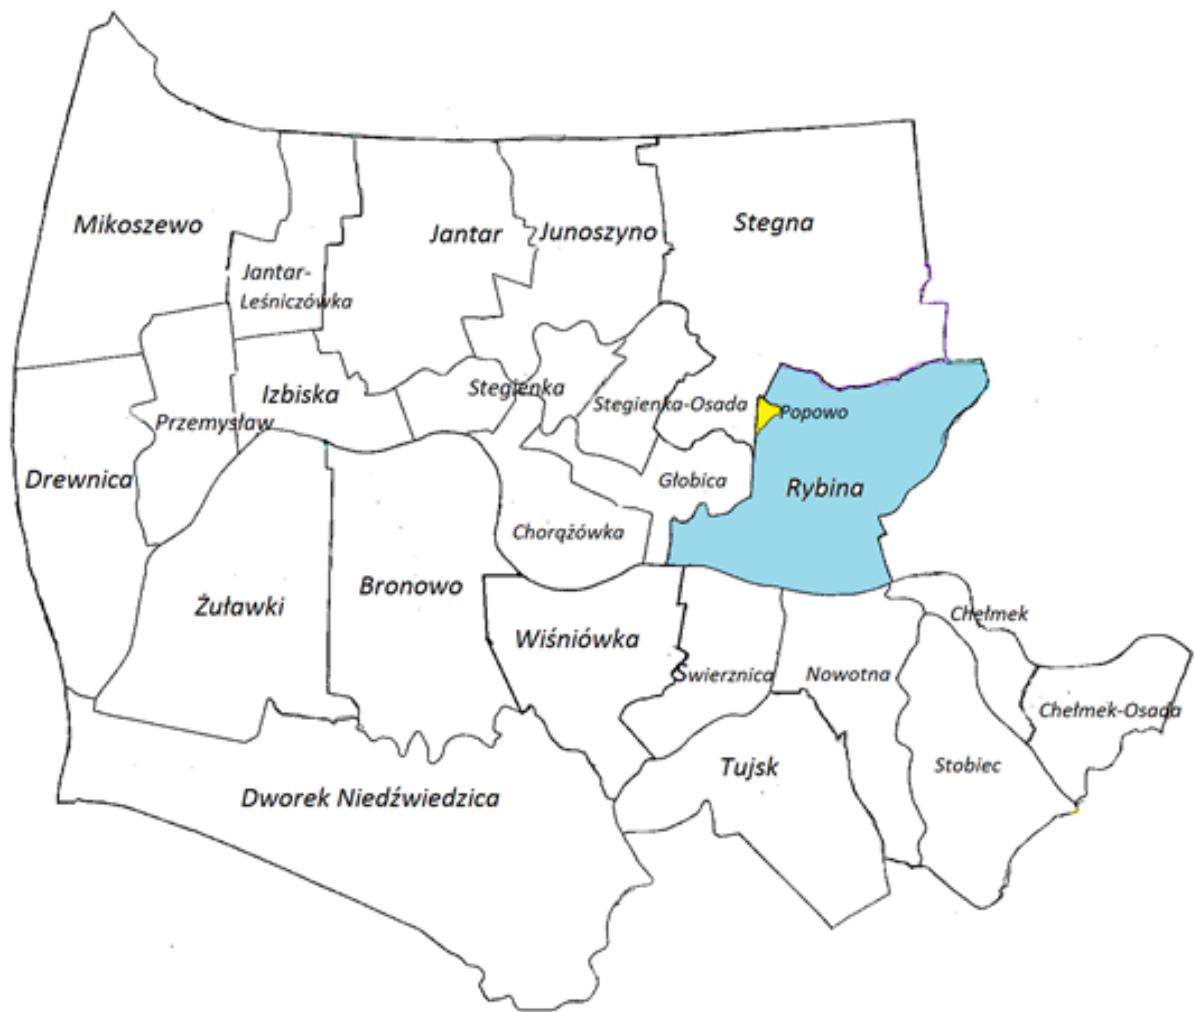 Mikoszewo
Jantar
Junoszyno
Stegna
Jantar-
Leśniczówka
Izbiska
Stegienka
Stegienka-Osada
Popowo
Przemysław
Drewnica
Głobica
Rybina
Chorążówka
Bronowo
Żuławki
Wiśniówka
Chełmek
Świerznica
Nowotna
Chełmek-Osada
Tujsk
Stobiec
Dworek Niedźwiedzica